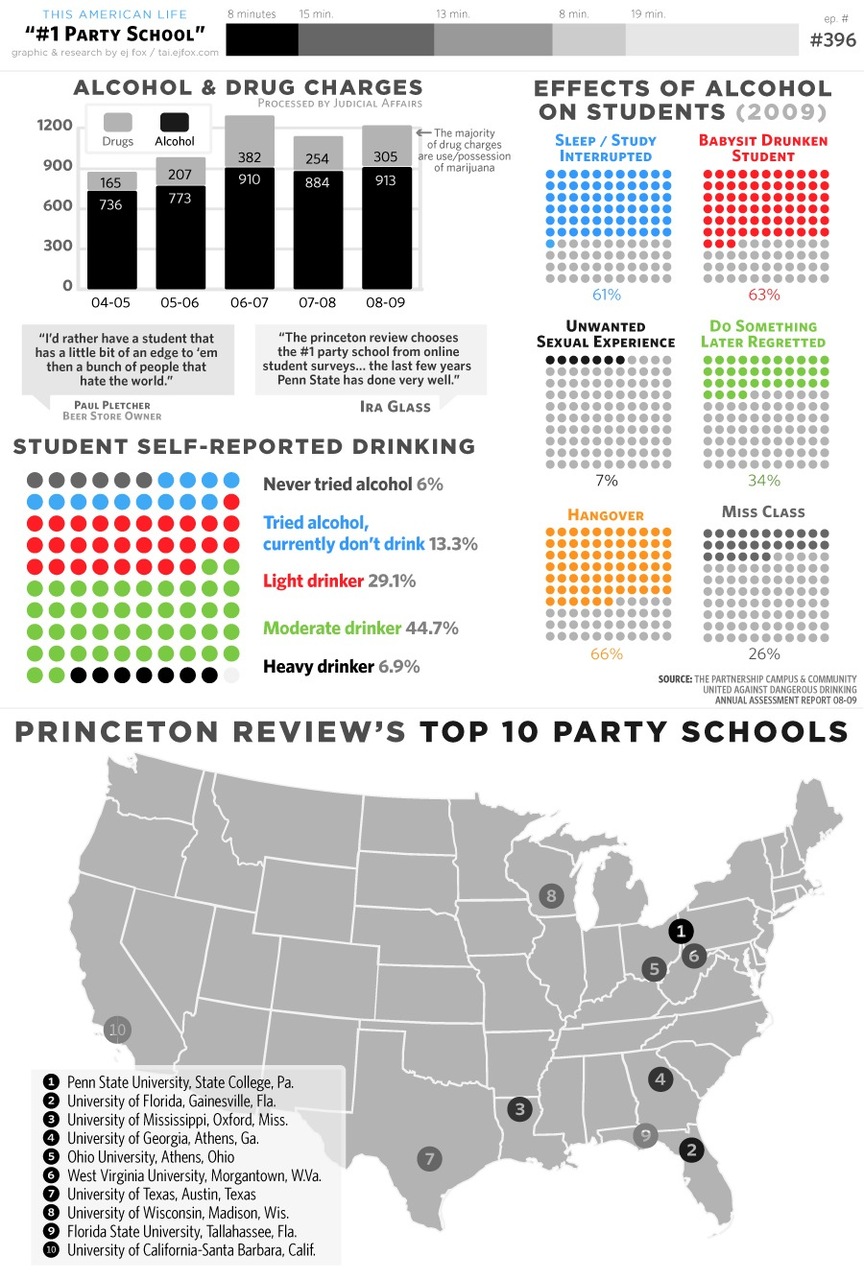 THIS AMERICAN LIFE
"#1 PARTY SCHOOL"
graphic & research by ej fox / tai.ejfox.com
8 minutes
15 min.
13 min.
8 min.
19 min.
ep. #
#396
ALCOHOL & DRUG CHARGES
PROCESSED BY JUDICIAL AFFAIRS
Drugs
Alcohol
1200
900
600
300
0
165
736
207
773
382
910
254
884
305
913
04-05
05-06
06-07
07-08
08-09
The majority
of drug charges
are use/possession
of marijuana
"I'd rather have a student that
has a little bit of an edge to 'em
then a bunch of people that
hate the world."
PAUL PLETCHER
BEER STORE OWNER
"The princeton review chooses
the #1 party school from online
student surveys... the last few years
Penn State has done very well."
IRA GLASS
STUDENT SELF-REPORTED DRINKING
Never tried alcohol 6%
Tried alcohol,
currently don't drink 13.3%
Light drinker 29.1%
Moderate drinker 44.7%
Heavy drinker 6.9%
EFFECTS OF ALCOHOL
ON STUDENTS (2009)
SLEEP / STUDY
INTERRUPTED
61%
BABYSIT DRUNKEN
STUDENT
63%
UNWANTED
SEXUAL EXPERIENCE
7%
DO SOMETHING
LATER REGRETTED
34%
HANGOVER
66%
MISS CLASS
26%
SOURCE: THE PARTNERSHIP CAMPUS & COMMUNITY
UNITED AGAINST DANGEROUS DRINKING
ANNUAL ASSESSMENT REPORT 08-09
PRINCETON REVIEW'S TOP 10 PARTY SCHOOLS
8
1
6
5
10
4
3
9
2
7
1 Penn State University, State College, Pa.
2 University of Florida, Gainesville, Fla.
3 University of Mississippi, Oxford, Miss.
4 University of Georgia, Athens, Ga.
5 Ohio University, Athens, Ohio
6 West Virginia University, Morgantown, W.Va.
7 University of Texas, Austin, Texas
8 University of Wisconsin, Madison, Wis.
9 Florida State University, Tallahassee, Fla.
10 University of California-Santa Barbara, Calif.